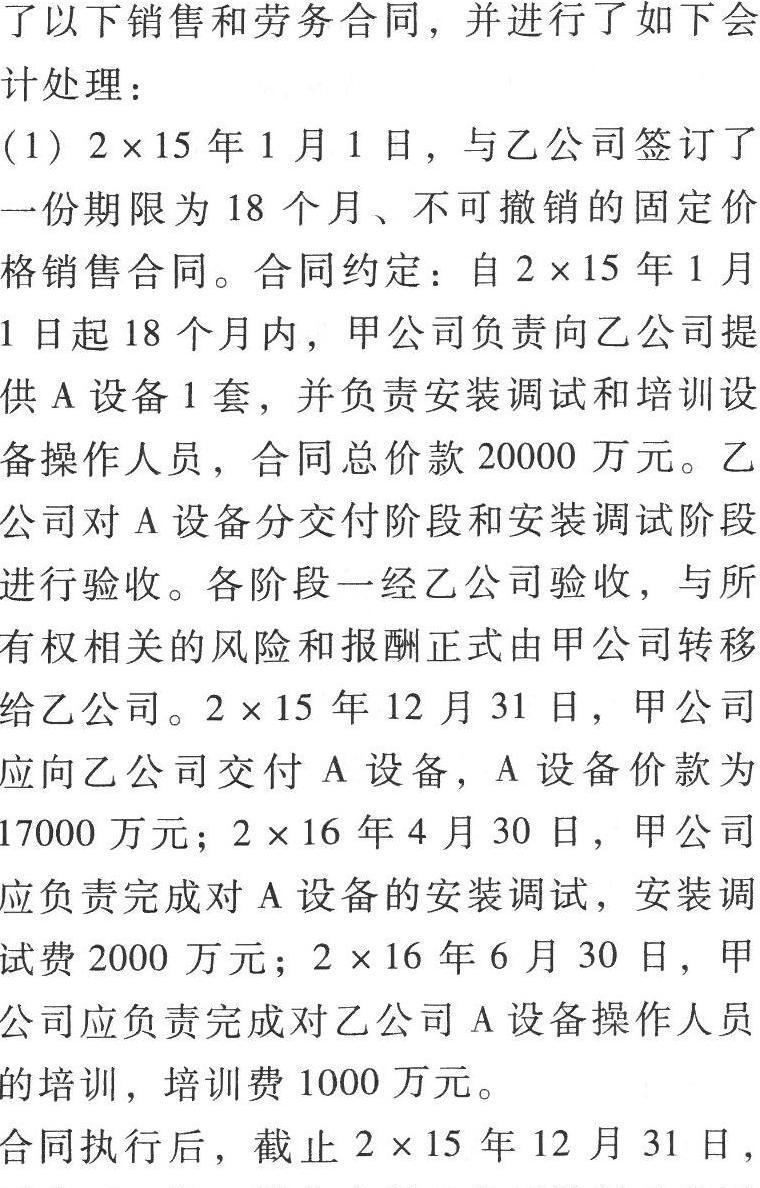 了以下销售和劳务合同，并进行了如下会
计处理：
(1) 2×15 年 1 月 1 日，与乙公司签订了
一份期限为 18 个月、不可撤销的固定价
格销售合同。合同约定：自 2×15 年 1 月
1 日起 18 个月内，甲公司负责向乙公司提
供 A 设备 1 套，并负责安装调试和培训设
备操作人员，合同总价款 20000 万元。乙
公司对 A 设备分交付阶段和安装调试阶段
进行验收。各阶段一经乙公司验收，与所
有权相关的风险和报酬正式由甲公司转移
给乙公司。2×15 年 12 月 31 日，甲公司
应向乙公司交付 A 设备，A 设备价款为
17000 万元；2×16 年 4 月 30 日，甲公司
应负责完成对 A 设备的安装调试，安装调
试费 2000 万元；2×16 年 6 月 30 日，甲
公司应负责完成对乙公司 A 设备操作人员
的培训，培训费 1000 万元。
合同执行后，截止 2×15 年 12 月 31 日，